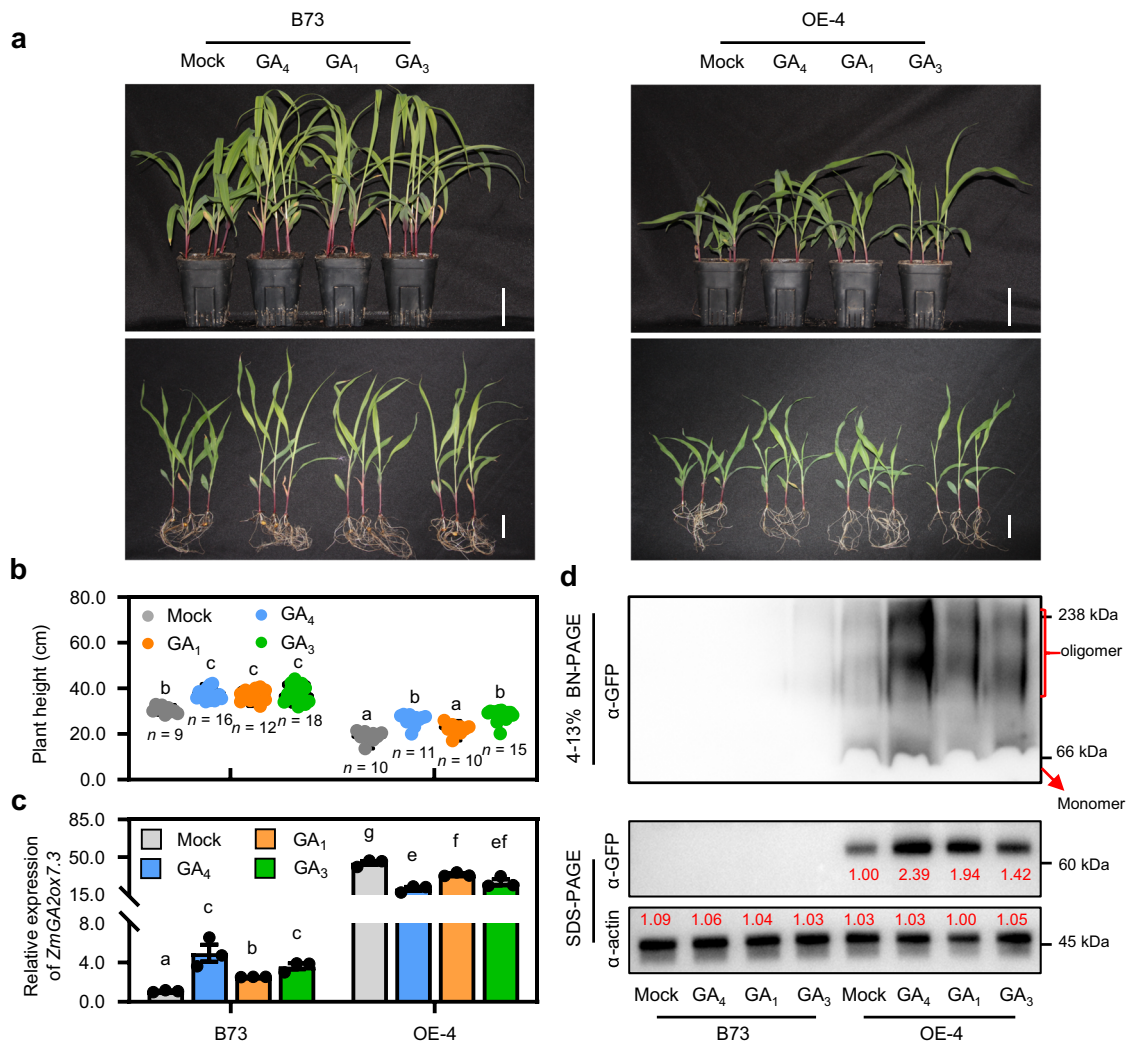 a
B73
Mock GA4 GA1 GA3
OE-4
Mock GA4 GA1 GA3
b
Plant height (cm)
80.0
60.0
40.0
20.0
0.0
Mock GA4
GA1 GA3
b c c c
n = 9 n = 16 n = 12 n = 18
a b a b
n = 10 n = 11 n = 10 n = 15
c
Relative expression
of ZmGA2ox7.3
85.0
50.0
15.0
8.0
4.0
0.0
Mock GA1
GA4 GA3
a c b c
g e f ef
B73 OE-4
d
4-13% BN-PAGE
α-GFP
238 kDa
oligomer
66 kDa
Monomer
SDS-PAGE
α-GFP
1.00 2.39 1.94 1.42
60 kDa
α-actin
1.09 1.06 1.04 1.03 1.03 1.03 1.00 1.05
45 kDa
Mock GA4 GA1 GA3 Mock GA4 GA1 GA3
B73 OE-4